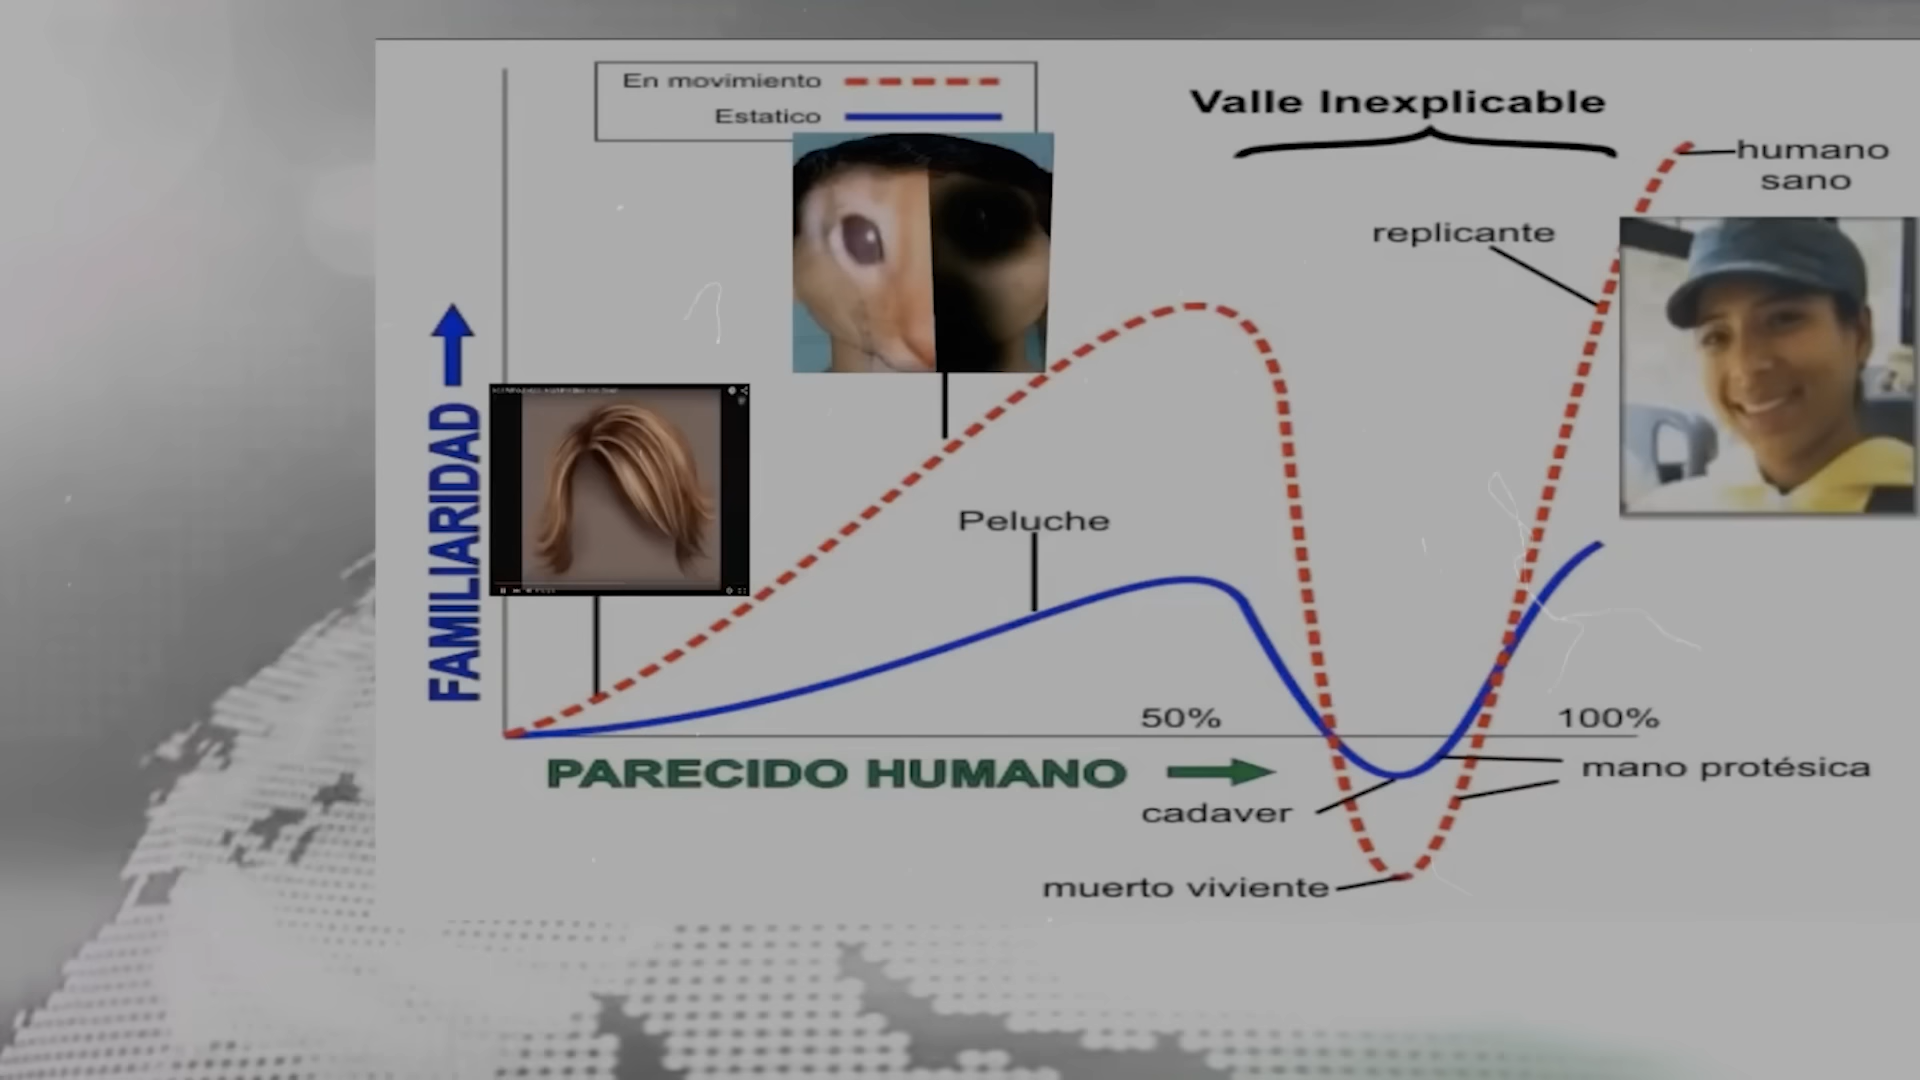 En movimiento
Estatico
Valle Inexplicable
humano
sano
replicante
FAMILIARIDAD
Peluche
50%
100%
PARECIDO HUMANO
mano protésica
cadaver
muerto viviente